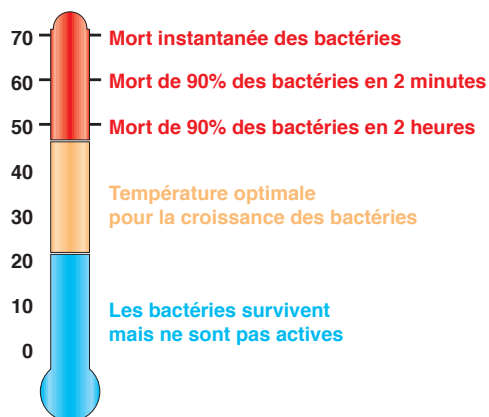 70 Mort instantanée des bactéries
60 Mort de 90% des bactéries en 2 minutes
50 Mort de 90% des bactéries en 2 heures
40
Température optimale
30 pour la croissance des bactéries
20
10 Les bactéries survivent
mais ne sont pas actives
0